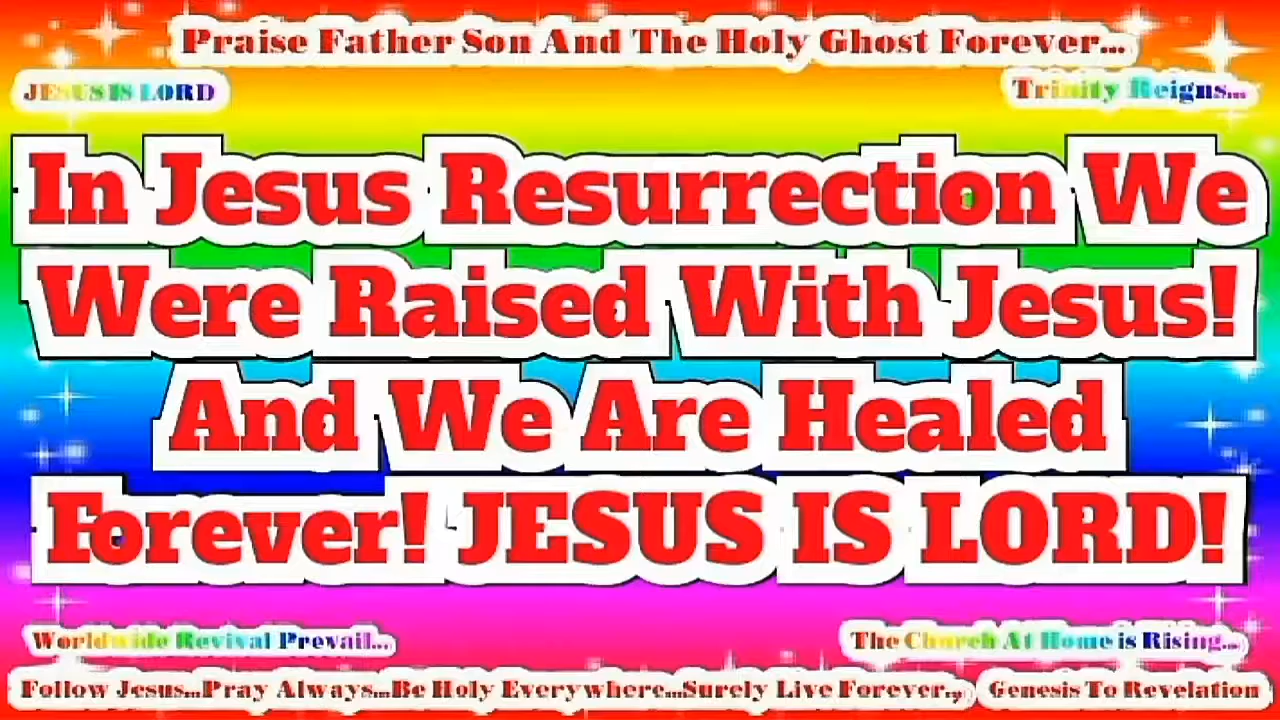 Praise Father Son And The Holy Ghost Forever...
JESUS IS LORD
Trinity Reigns...
In Jesus Resurrection We
Were Raised With Jesus!
And We Are Healed
Forever! JESUS IS LORD!
Worldwide Revival Prevail...
The Church At Home is Rising...
Follow Jesus...Pray Always...Be Holy Everywhere...Surely Live Forever..,
Genesis To Revelation